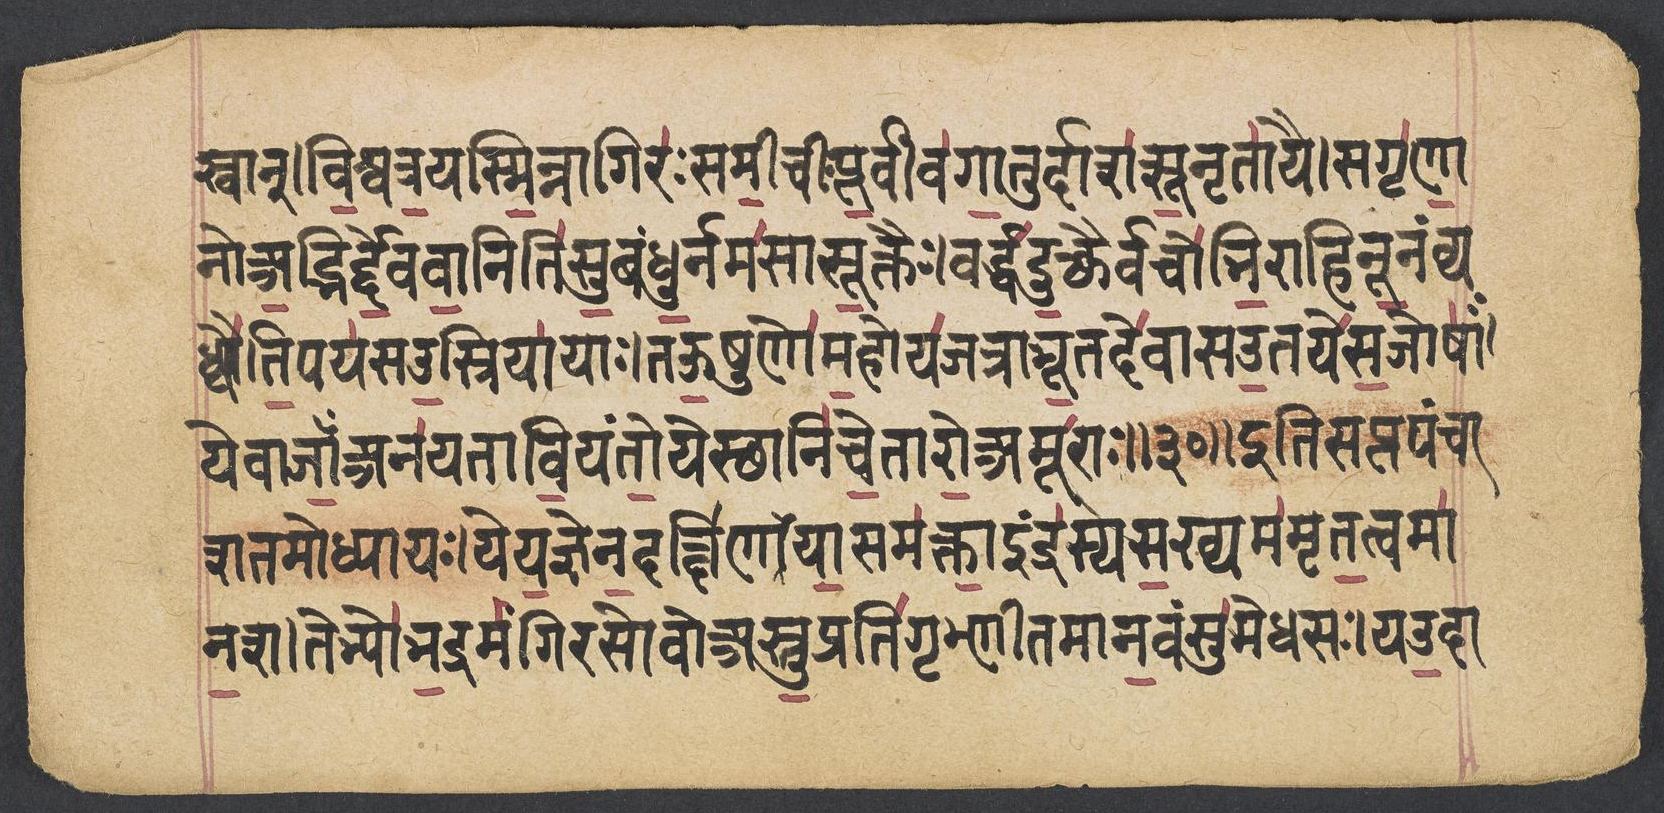 स्वान्।विश्वत्रयस्मिन्नागिरःसमीचीःपूर्वीवगातुर्दाशत्सूनृतायै।सगृणा
नोअद्भिर्द्देववानितिसुबंधुर्नमसासूक्तैः।वर्द्धदुक्थैर्वचोभिराहिनूनंव्य
ध्वैतिपयसउस्रियायाः।तऊषुणोमहोयजत्राभूतदेवासउतयेसजोषाः।
येवाजाँअनयतावियंतोयेस्छानिचेतारोअमूराः॥३०॥इतिसप्तपंचा
शत्तमोध्यायः।येयज्ञेनदक्षिणयासमक्ताइंद्रस्यसख्यममृतत्वमा
नश।तेभ्योभद्रमंगिरसोवोअस्तुप्रतिगृभ्णीतमानवंसुमेधसः।यउदा